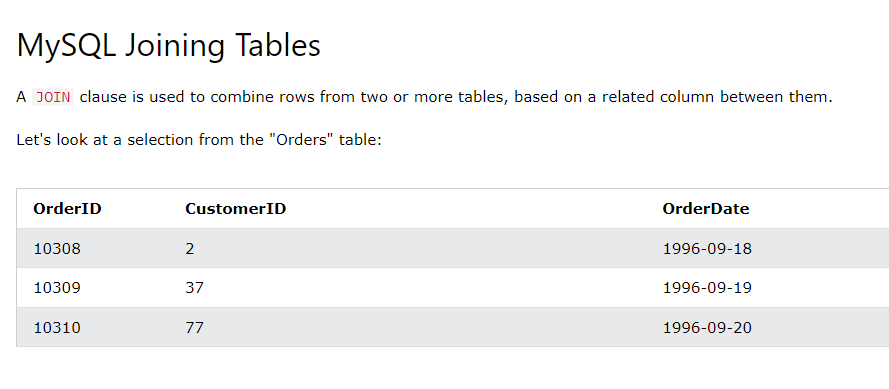 MySQL Joining Tables
A JOIN clause is used to combine rows from two or more tables, based on a related column between them.
Let's look at a selection from the "Orders" table:
OrderID CustomerID OrderDate
10308 2 1996-09-18
10309 37 1996-09-19
10310 77 1996-09-20